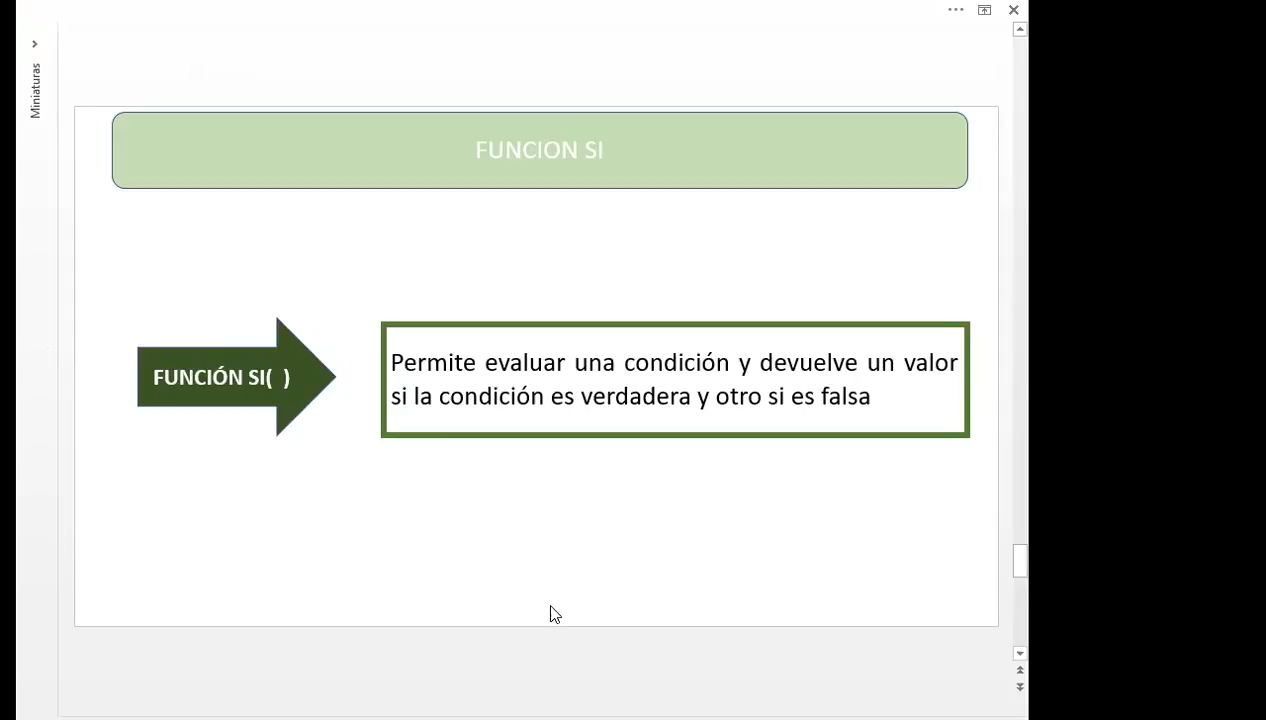 Miniaturas
FUNCION SI
FUNCIÓN SI(  )
Permite evaluar una condición y devuelve un valor
si la condición es verdadera y otro si es falsa